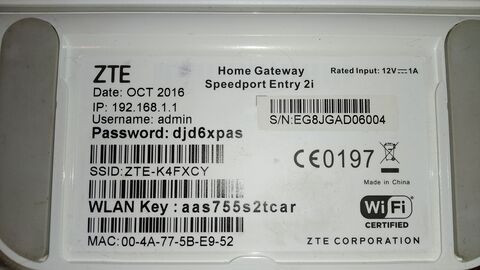 ZTE
Home Gateway
Speedport Entry 2i
Rated Input: 12V⎓1A
Date: OCT 2016
IP: 192.168.1.1
Username: admin
Password: djd6xpas
S/N:EG8JGAD06004
SSID:ZTE-K4FXCY
CE0197
Made in China
WLAN Key : aas755s2tcar
MAC: 00-4A-77-5B-E9-52
Wi Fi
CERTIFIED
ZTE CORPORATION